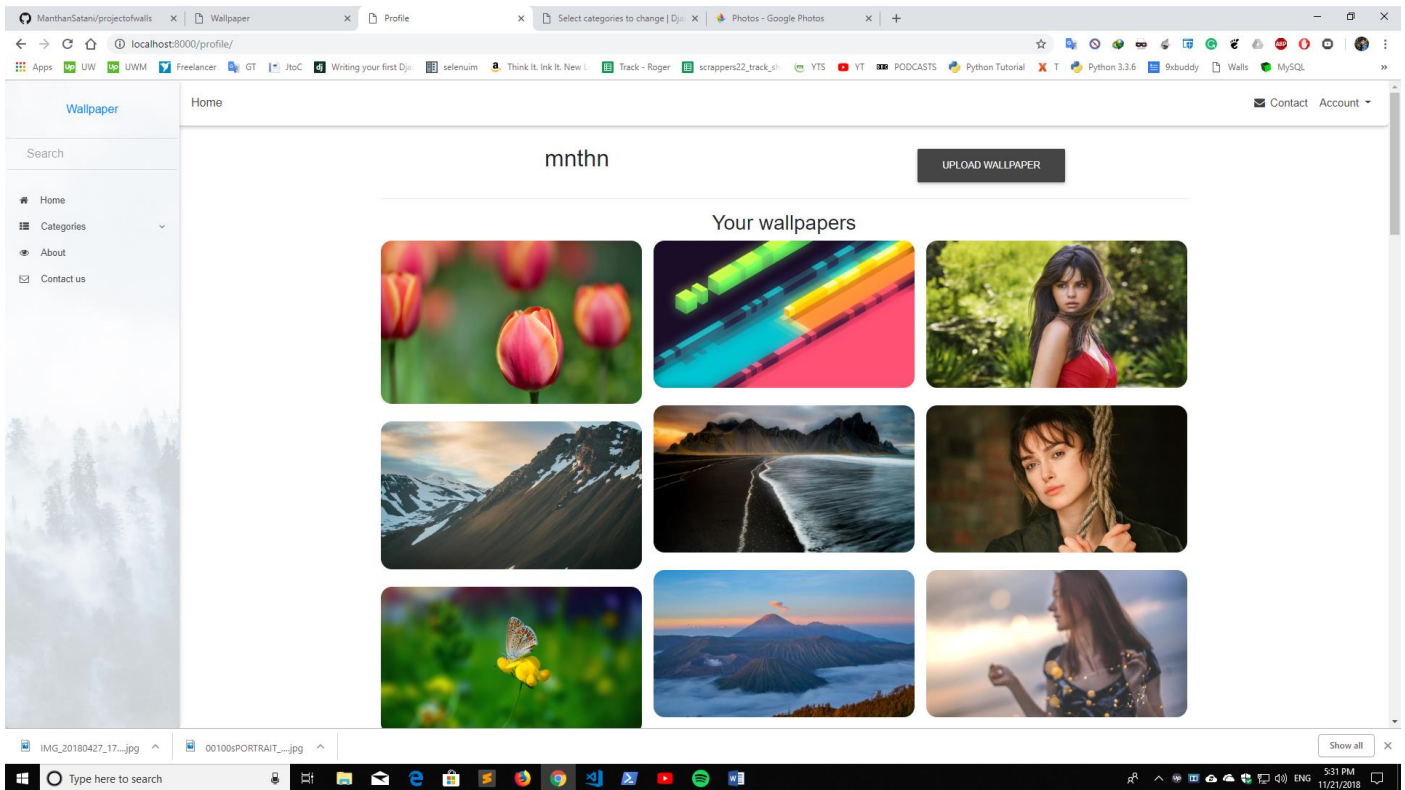 ManthanSatani/projectofwalls
Wallpaper
Profile
Select categories to change | Dja
Photos - Google Photos
localhost:8000/profile/
Apps
UW
UWM
Freelancer
GT
JtoC
Writing your first Dja
selenuim
Think It. Ink It. New L
Track - Roger
scrappers22_track_sh
YTS
YT
PODCASTS
Python Tutorial
T
Python 3.3.6
9xbuddy
Walls
MySQL
Wallpaper
Home
Contact
Account
Search
mnthn
UPLOAD WALLPAPER
Home
Categories
About
Contact us
Your wallpapers
IMG_20180427_17....jpg
00100sPORTRAIT_....jpg
Show all
Type here to search
ENG
5:31 PM
11/21/2018